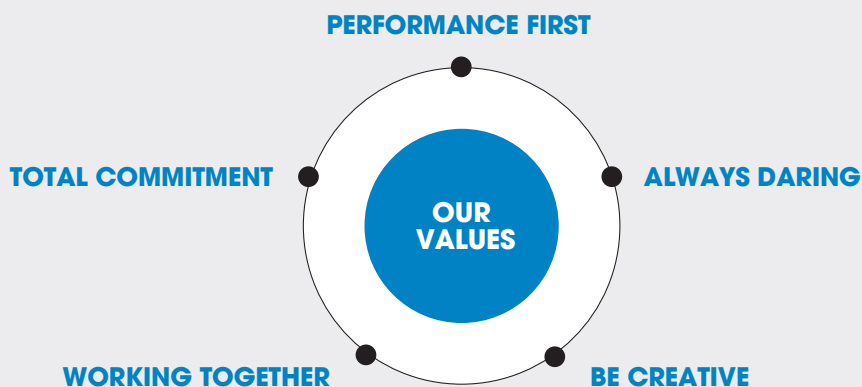 PERFORMANCE FIRST
TOTAL COMMITMENT
ALWAYS DARING
OUR
VALUES
WORKING TOGETHER
BE CREATIVE